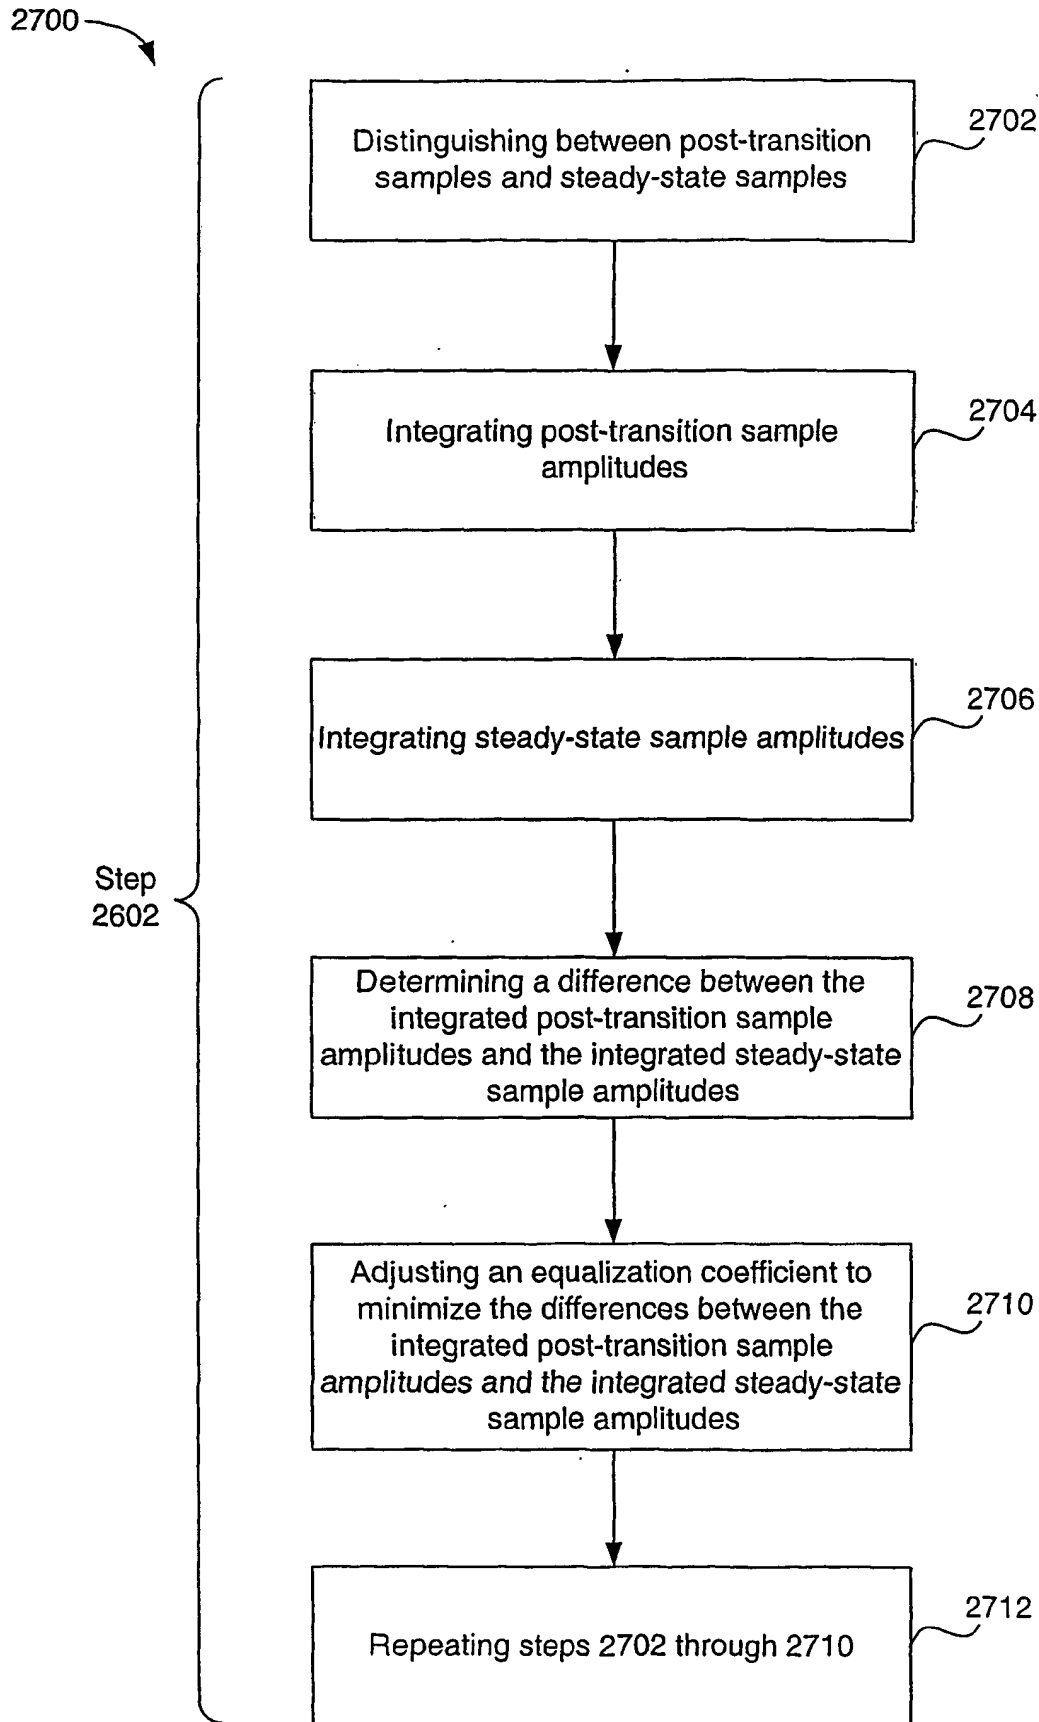 2700
Distinguishing between post-transition
samples and steady-state samples
2702
Integrating post-transition sample
amplitudes
2704
Integrating steady-state sample amplitudes
2706
Step
2602
Determining a difference between the
integrated post-transition sample
amplitudes and the integrated steady-state
sample amplitudes
2708
Adjusting an equalization coefficient to
minimize the differences between the
integrated post-transition sample
amplitudes and the integrated steady-state
sample amplitudes
2710
Repeating steps 2702 through 2710
2712